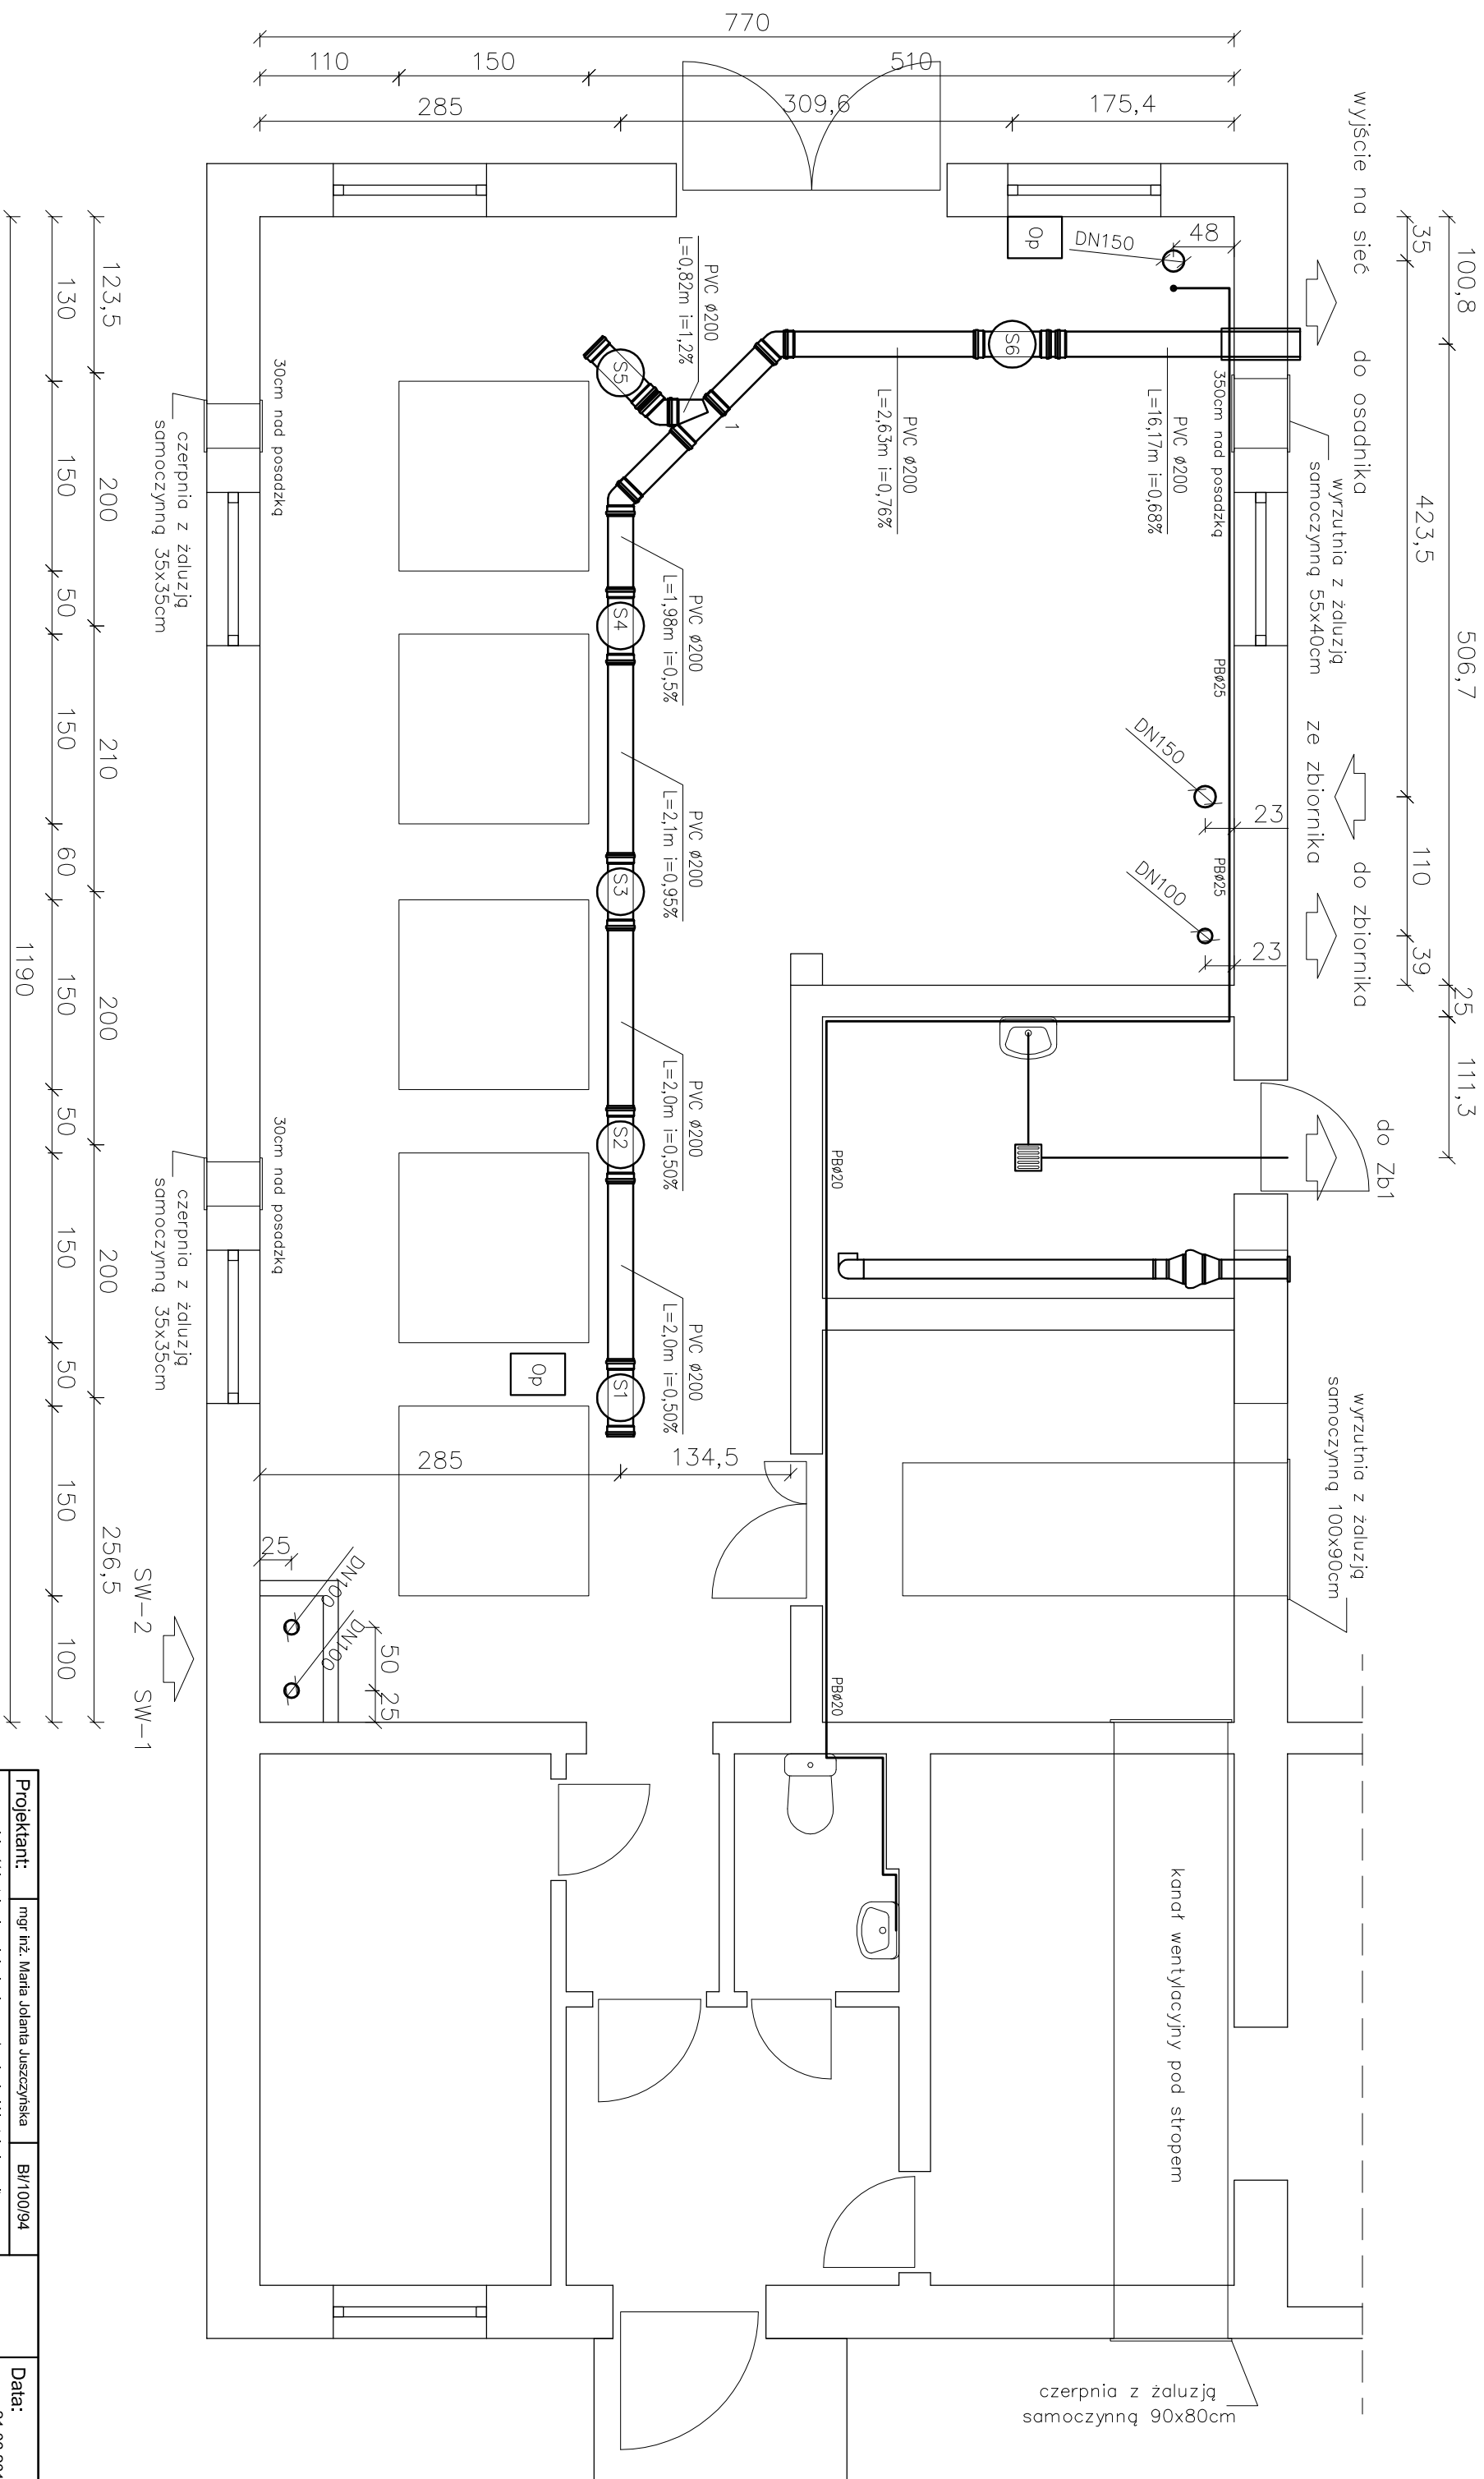 770
110
150
510
285
309,6
175,4
wyjście na sieć
do osadnika
wyrzutnia z żaluzją
samoczynną 55x40cm
ze zbiornika
do zbiornika
do Zb1
wyrzutnia z żaluzją
samoczynną 100x90cm
100,8
506,7
25
111,3
35
423,5
110
39
48
DN150
Op
350cm nad posadzką
PVC ø200
L=16,17m i=0,68%
S6
PVC ø200
L=2,63m i=0,76%
PVC ø200
L=0,82m i=1,2%
S5
1
PBø25
DN150
23
PBø25
DN100
23
PVC ø200
L=1,98m i=0,5%
S4
PVC ø200
L=2,1m i=0,95%
S3
PVC ø200
L=2,0m i=0,50%
S2
PVC ø200
L=2,0m i=0,50%
S1
Op
PBø20
PBø20
285
134,5
25
DN100
DN100
50
25
kanał wentylacyjny pod stropem
czerpnia z żaluzją
samoczynną 90x80cm
30cm nad posadzką
czerpnia z żaluzją
samoczynną 35x35cm
30cm nad posadzką
czerpnia z żaluzją
samoczynną 35x35cm
SW-2
SW-1
123,5
200
210
200
200
256,5
130
150
50
150
60
150
50
150
50
150
100
1190
Projektant:
mgr inż. Maria Jolanta Juszczyńska
Bł/100/94
Data: